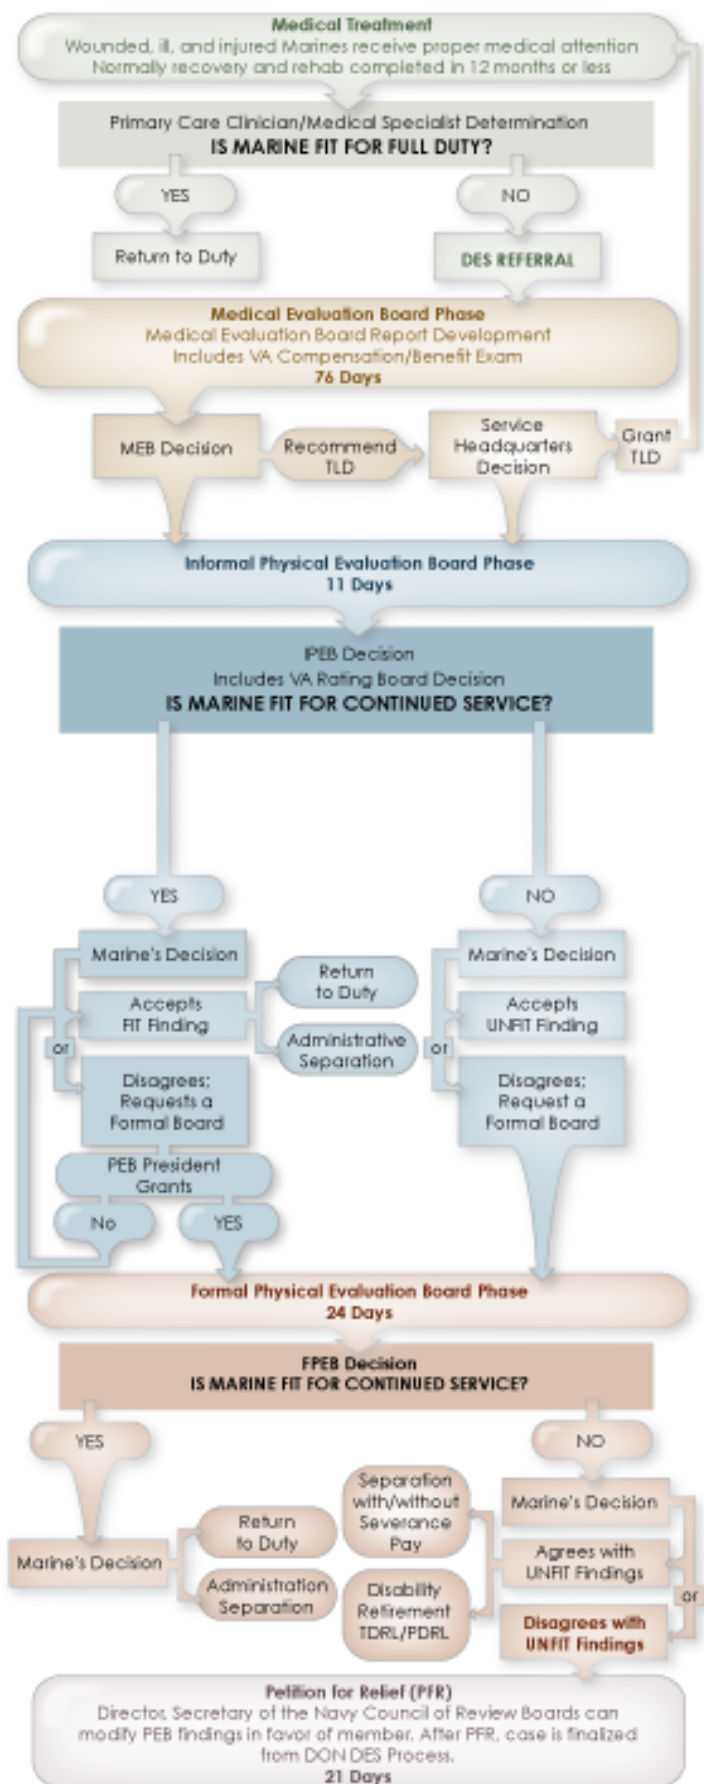 Medical Treatment
Wounded, ill, and injured Marines receive proper medical attention
Normally recovery and rehab completed in 12 months or less
Primary Care Clinician/Medical Specialist Determination
IS MARINE FIT FOR FULL DUTY?
YES
NO
Return to Duty
DES REFERRAL
Medical Evaluation Board Phase
Medical Evaluation Board Report Development
Includes VA Compensation/Benefit Exam
76 Days
MEB Decision
Recommend
TLD
Service
Headquarters
Decision
Grant
TLD
Informal Physical Evaluation Board Phase
11 Days
IPEB Decision
Includes VA Rating Board Decision
IS MARINE FIT FOR CONTINUED SERVICE?
YES
NO
Marine's Decision
Accepts
FIT Finding
or
Disagrees;
Requests a
Formal Board
Return
to Duty
Administrative
Separation
PEB President
Grants
No
YES
Marine's Decision
Accepts
UNFIT Finding
or
Disagrees;
Request a
Formal Board
Formal Physical Evaluation Board Phase
24 Days
FPEB Decision
IS MARINE FIT FOR CONTINUED SERVICE?
YES
NO
Marine's Decision
Return
to Duty
Administration
Separation
Separation
with/without
Severance
Pay
Disability
Retirement
TDRL/PDRL
Marine's Decision
Agrees with
UNFIT Findings
or
Disagrees with
UNFIT Findings
Petition for Relief (PFR)
Director, Secretary of the Navy Council of Review Boards can
modify PEB findings in favor of member. After PFR, case is finalized
from DON DES Process.
21 Days